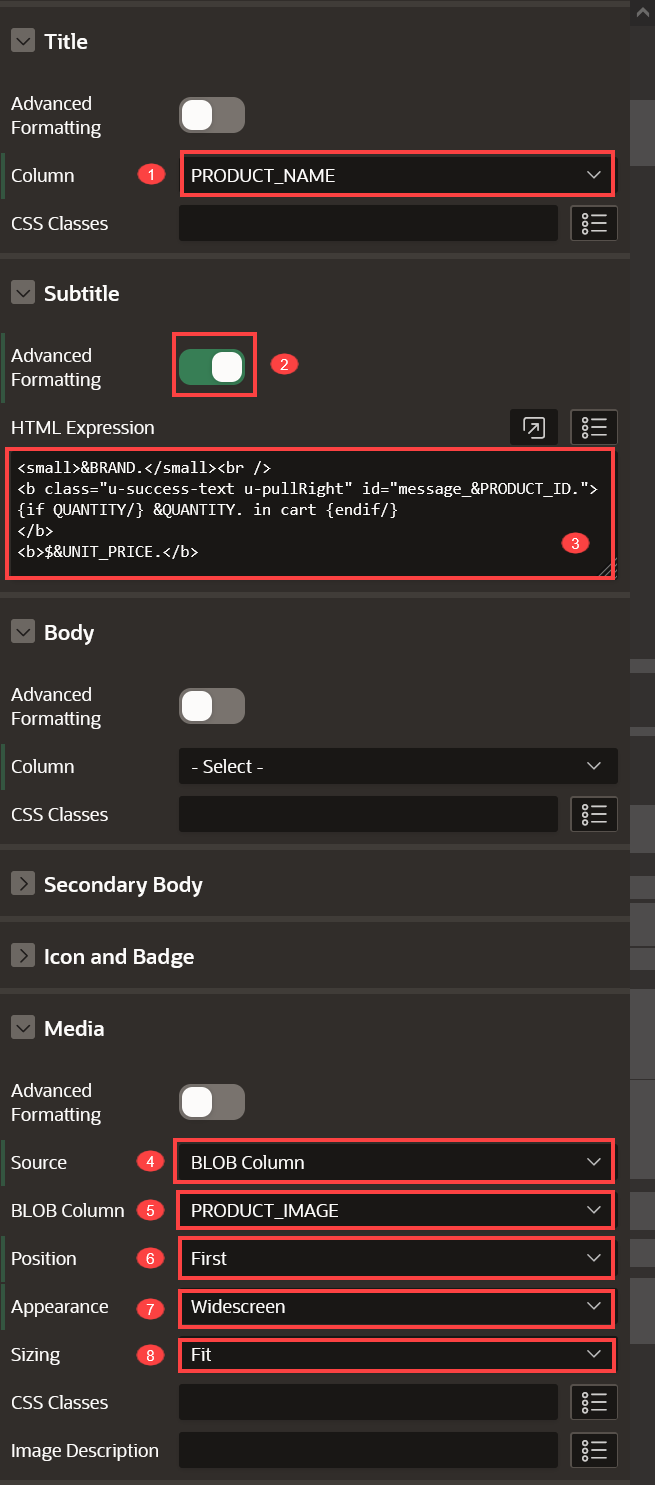 Title
Advanced
Formatting
Column 1 PRODUCT_NAME
CSS Classes
Subtitle
Advanced
Formatting
2
HTML Expression
<small>&BRAND.</small><br />
<b class="u-success-text u-pullRight" id="message_&PRODUCT_ID.">
{if QUANTITY/} &QUANTITY. in cart {endif/}
</b>
<b>$&UNIT_PRICE.</b>
3
Body
Advanced
Formatting
Column - Select -
CSS Classes
Secondary Body
Icon and Badge
Media
Advanced
Formatting
Source 4 BLOB Column
BLOB Column 5 PRODUCT_IMAGE
Position 6 First
Appearance 7 Widescreen
Sizing 8 Fit
CSS Classes
Image Description